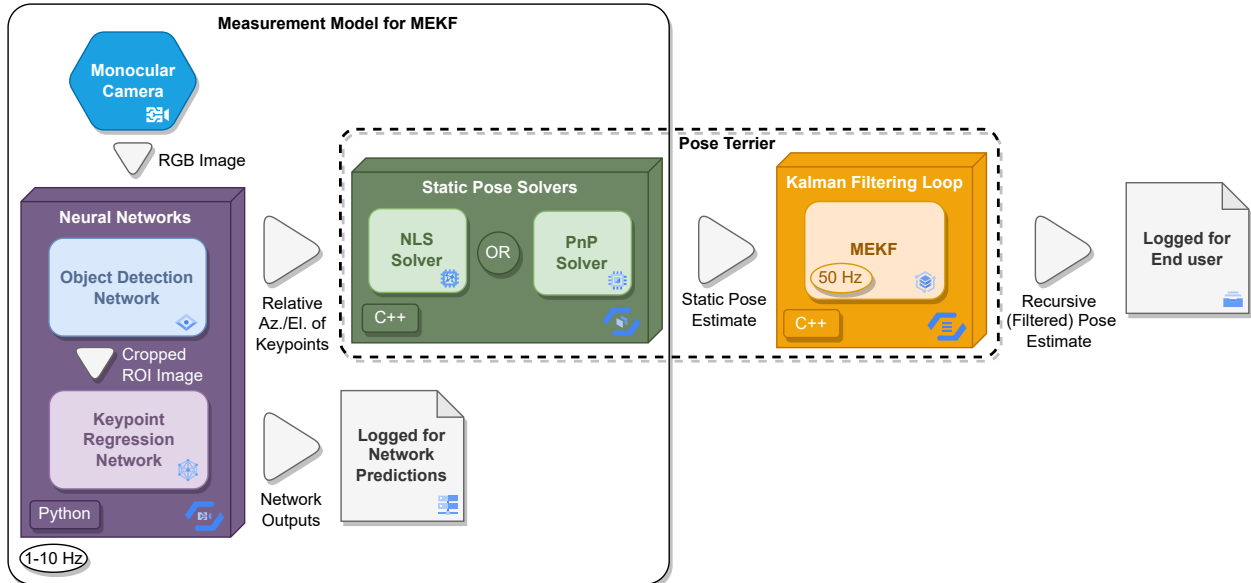 Measurement Model for MEKF
Monocular
Camera
RGB Image
Neural Networks
Object Detection
Network
Cropped
ROI Image
Keypoint
Regression
Network
Python
1-10 Hz
Relative
Az./El. of
Keypoints
Network
Outputs
Logged for
Network
Predictions
Pose Terrier
Static Pose Solvers
NLS
Solver
OR
PnP
Solver
C++
Static Pose
Estimate
Kalman Filtering Loop
MEKF
50 Hz
C++
Recursive
(Filtered) Pose
Estimate
Logged for
End user